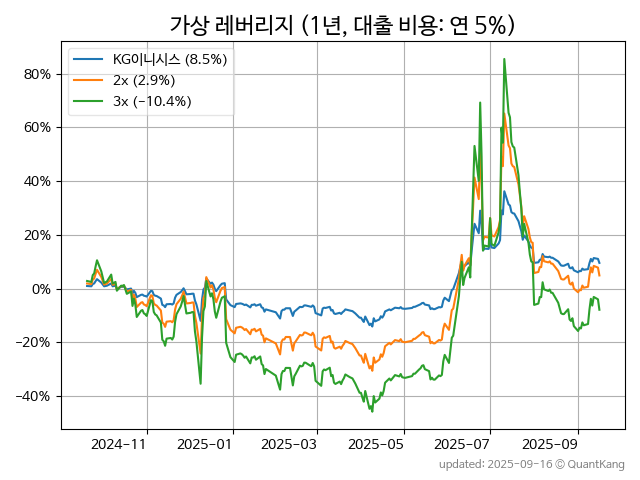 가상 레버리지 (1년, 대출 비용: 연 5%)
KG이니시스 (8.5%)
2x (2.9%)
3x (−10.4%)
80%
60%
40%
20%
0%
−20%
−40%
2024-11
2025-01
2025-03
2025-05
2025-07
2025-09
updated: 2025-09-16 © QuantKang